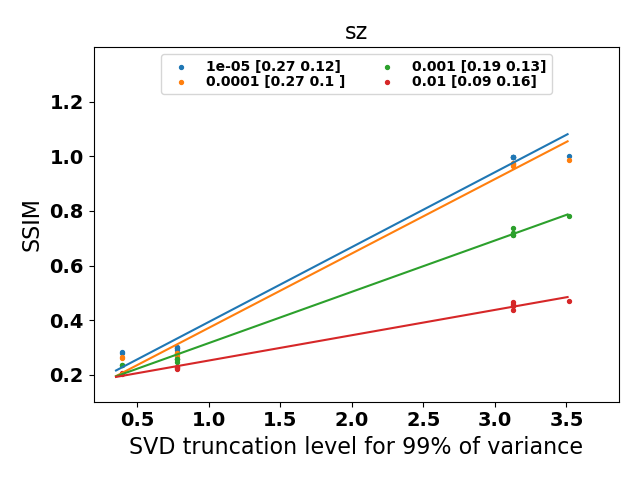 sz
1e-05 [0.27 0.12]
0.0001 [0.27 0.1 ]
0.001 [0.19 0.13]
0.01 [0.09 0.16]
SSIM
1.2
1.0
0.8
0.6
0.4
0.2
0.5 1.0 1.5 2.0 2.5 3.0 3.5
SVD truncation level for 99% of variance